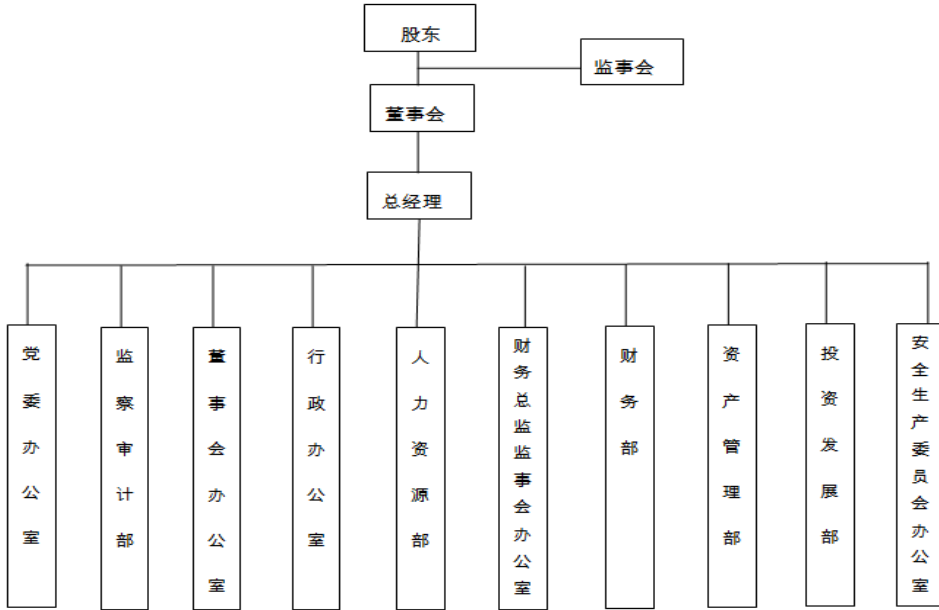 股东
监事会
董事会
总经理
党委办公室
监察审计部
董事会办公室
行政办公室
人力资源部
财务总监监事会办公室
财务部
资产管理部
投资发展部
安全生产委员会办公室